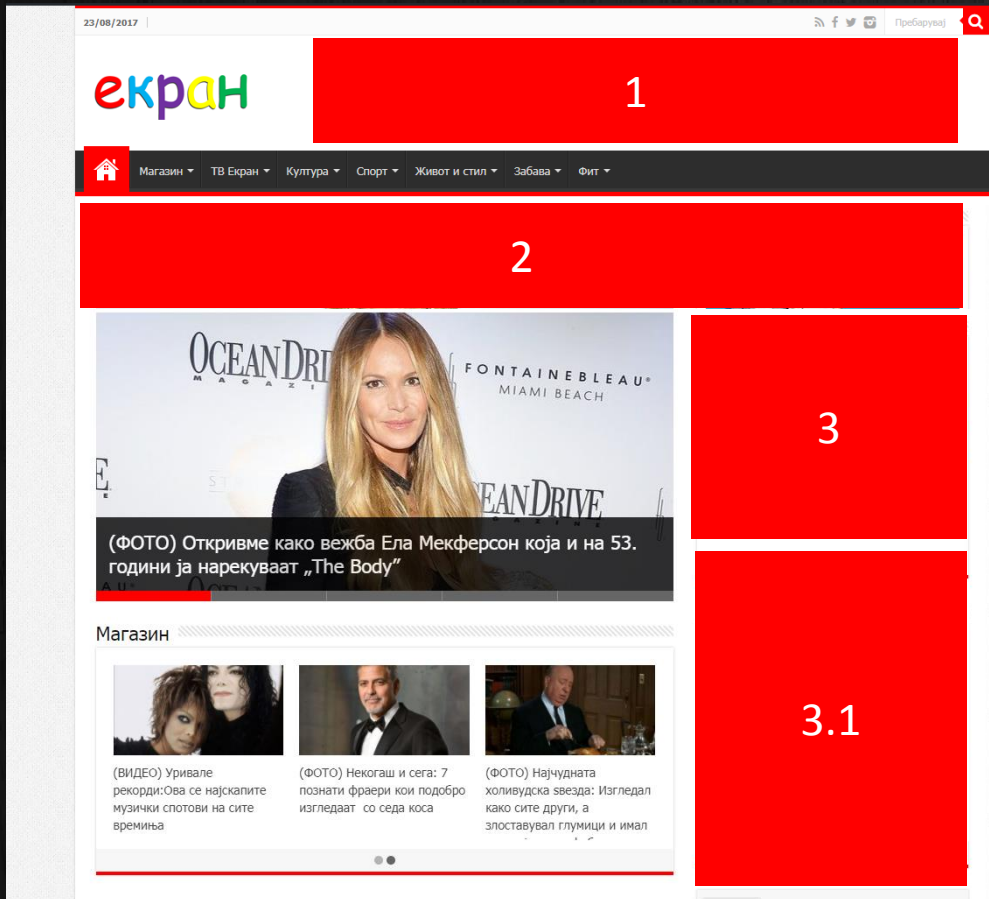 23/08/2017
Пребарувај
екран
1
Магазин ТВ Екран Култура Спорт Живот и стил Забава Фит
2
OCEAN DRI
MAGAZI
FONTAINEBLEAU
MIAMI BEACH
3
EAN DRIVE
(ФОТО) Откривме како вежба Ела Мекферсон која и на 53.
години ја нарекуваат „The Body”
Магазин
3.1
(ВИДЕО) Уривале
рекорди:Ова се најскапите
музички спотови на сите
времиња
(ФОТО) Некогаш и сега: 7
познати фраери кои подобро
изгледаат со седа коса
(ФОТО) Најчудната
холивудска ѕвезда: Изгледал
како сите други, а
злоставувал глумици и имал